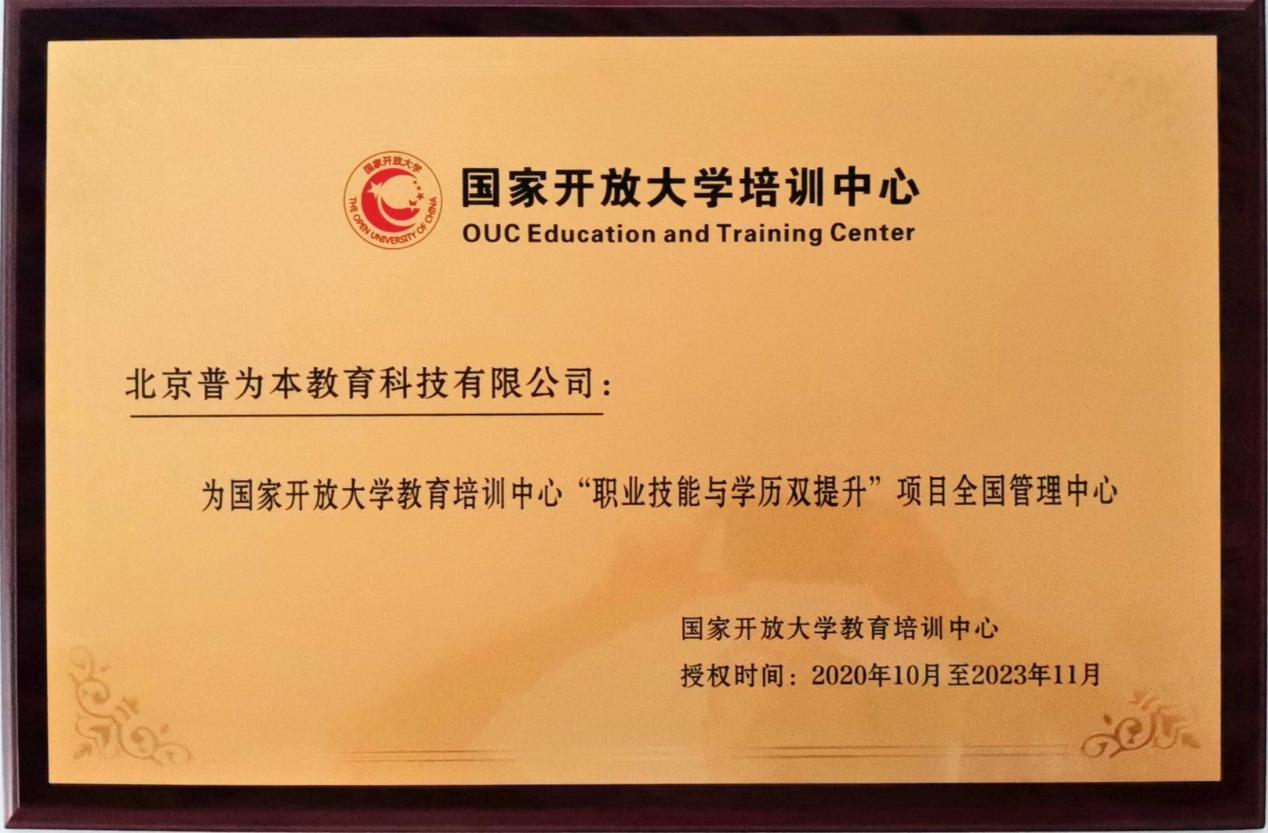 国家开放大学
THE OPEN UNIVERSITY OF CHINA
国家开放大学培训中心
OUC Education and Training Center
北京普为本教育科技有限公司：
为国家开放大学教育培训中心“职业技能与学历双提升”项目全国管理中心
国家开放大学教育培训中心
授权时间：2020年10月至2023年11月